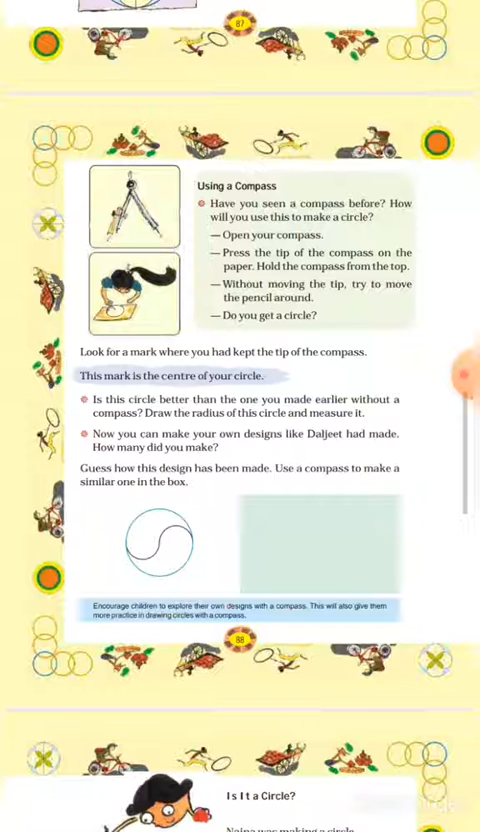 87
Using a Compass
Have you seen a compass before? How
will you use this to make a circle?
— Open your compass.
— Press the tip of the compass on the
paper. Hold the compass from the top.
— Without moving the tip, try to move
the pencil around.
— Do you get a circle?
Look for a mark where you had kept the tip of the compass.
This mark is the centre of your circle.
Is this circle better than the one you made earlier without a
compass? Draw the radius of this circle and measure it.
Now you can make your own designs like Daljeet had made.
How many did you make?
Guess how this design has been made. Use a compass to make a
similar one in the box.
Encourage children to explore their own designs with a compass. This will also give them
more practice in drawing circles with a compass.
88
Is It a Circle?
Naina was making a circle